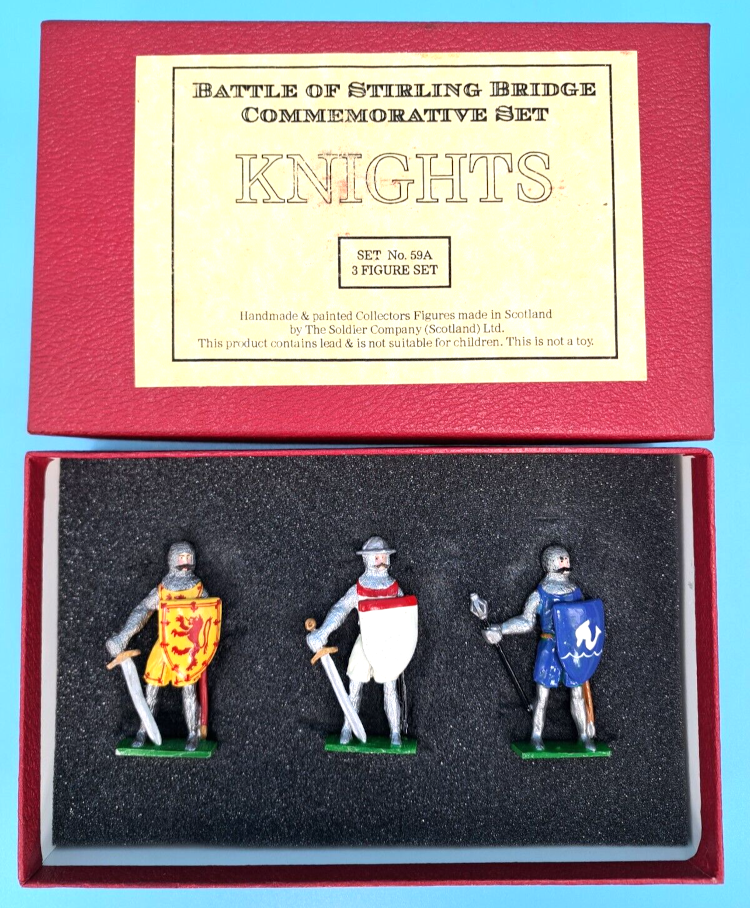 BATTLE OF STIRLING BRIDGE
COMMEMORATIVE SET
KNIGHTS
SET No. 59A
3 FIGURE SET
Handmade & painted Collectors Figures made in Scotland
by The Soldier Company (Scotland) Ltd.
This product contains lead & is not suitable for children. This is not a toy.